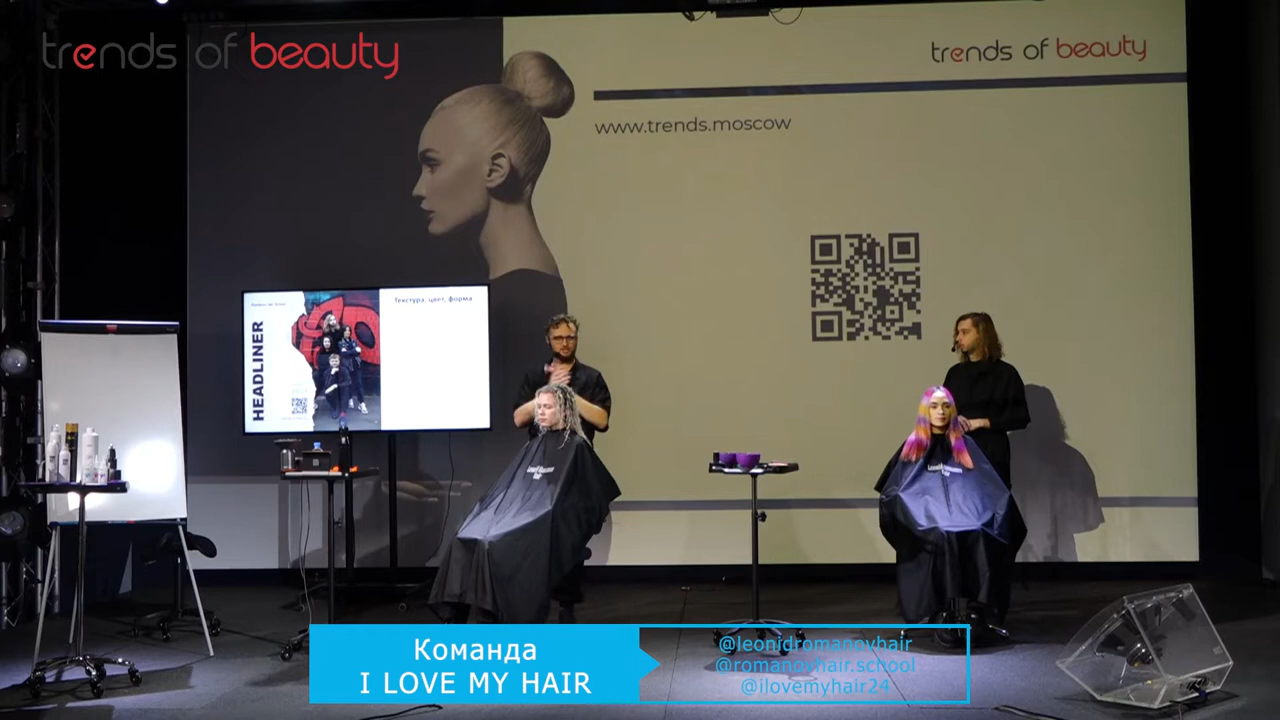 trends of beauty
trends of beauty
www.trends.moscow
Текстура, цвет, форма
HEADLINER
Команда
I LOVE MY HAIR
@leonidromanovhair
@romanovhair.school
@ilovemyhair24